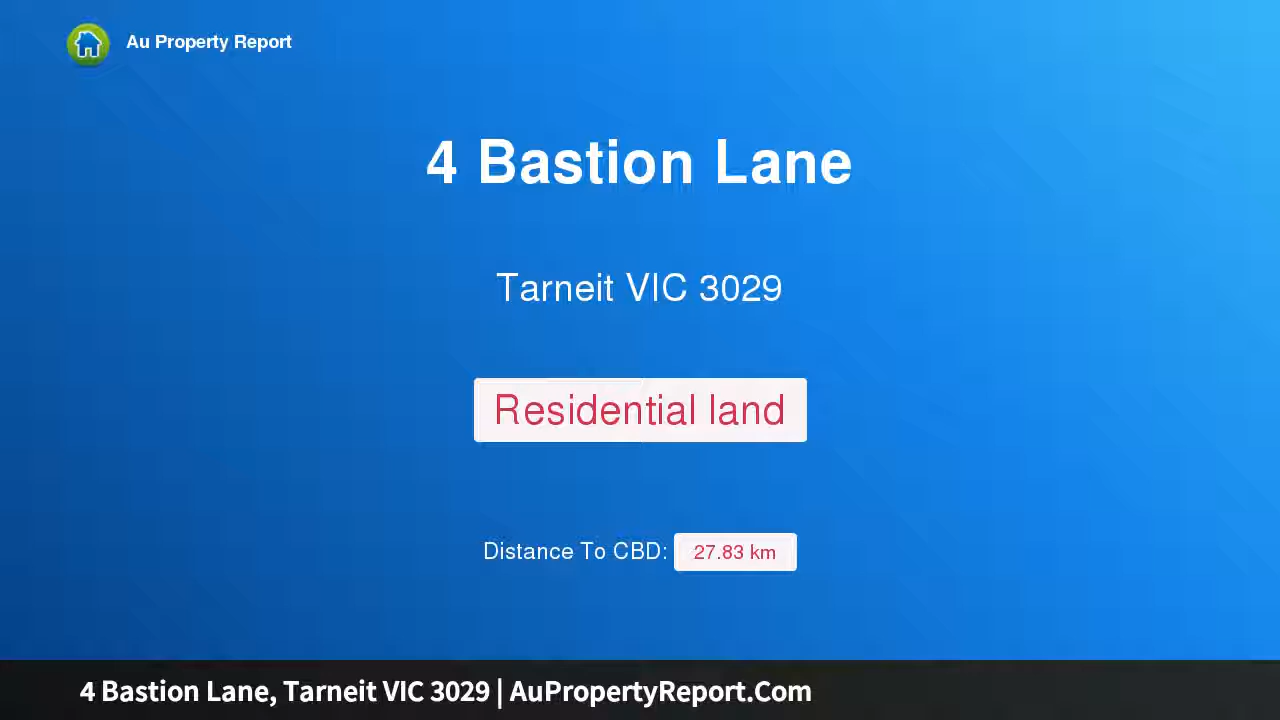 Au Property Report
4 Bastion Lane
Tarneit VIC 3029
Residential land
Distance To CBD: 27.83 km
4 Bastion Lane, Tarneit VIC 3029 | AuPropertyReport.Com